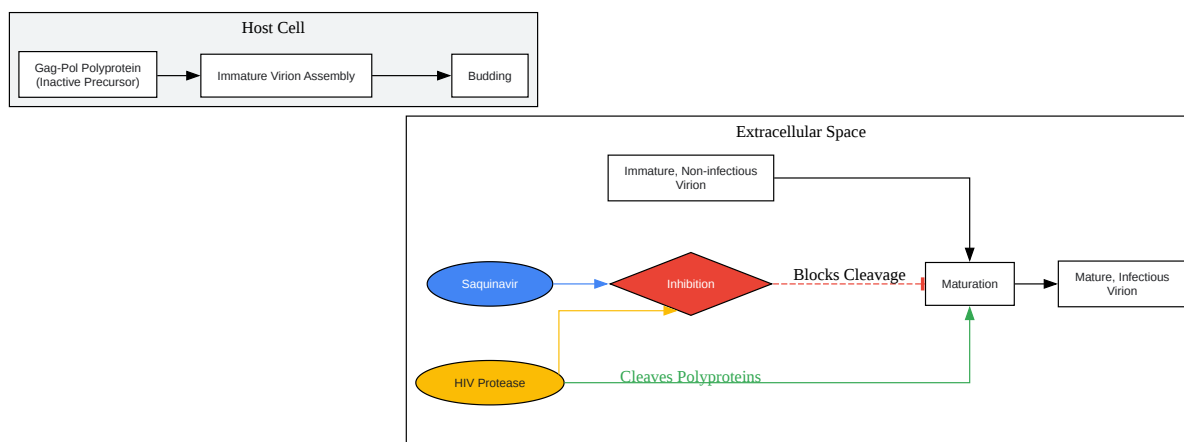 Host Cell
Gag-Pol Polyprotein
(Inactive Precursor)
Immature Virion Assembly
Budding
Extracellular Space
Immature, Non-infectious
Virion
Saquinavir
Inhibition
Blocks Cleavage
Maturation
Mature, Infectious
Virion
HIV Protease
Cleaves Polyproteins